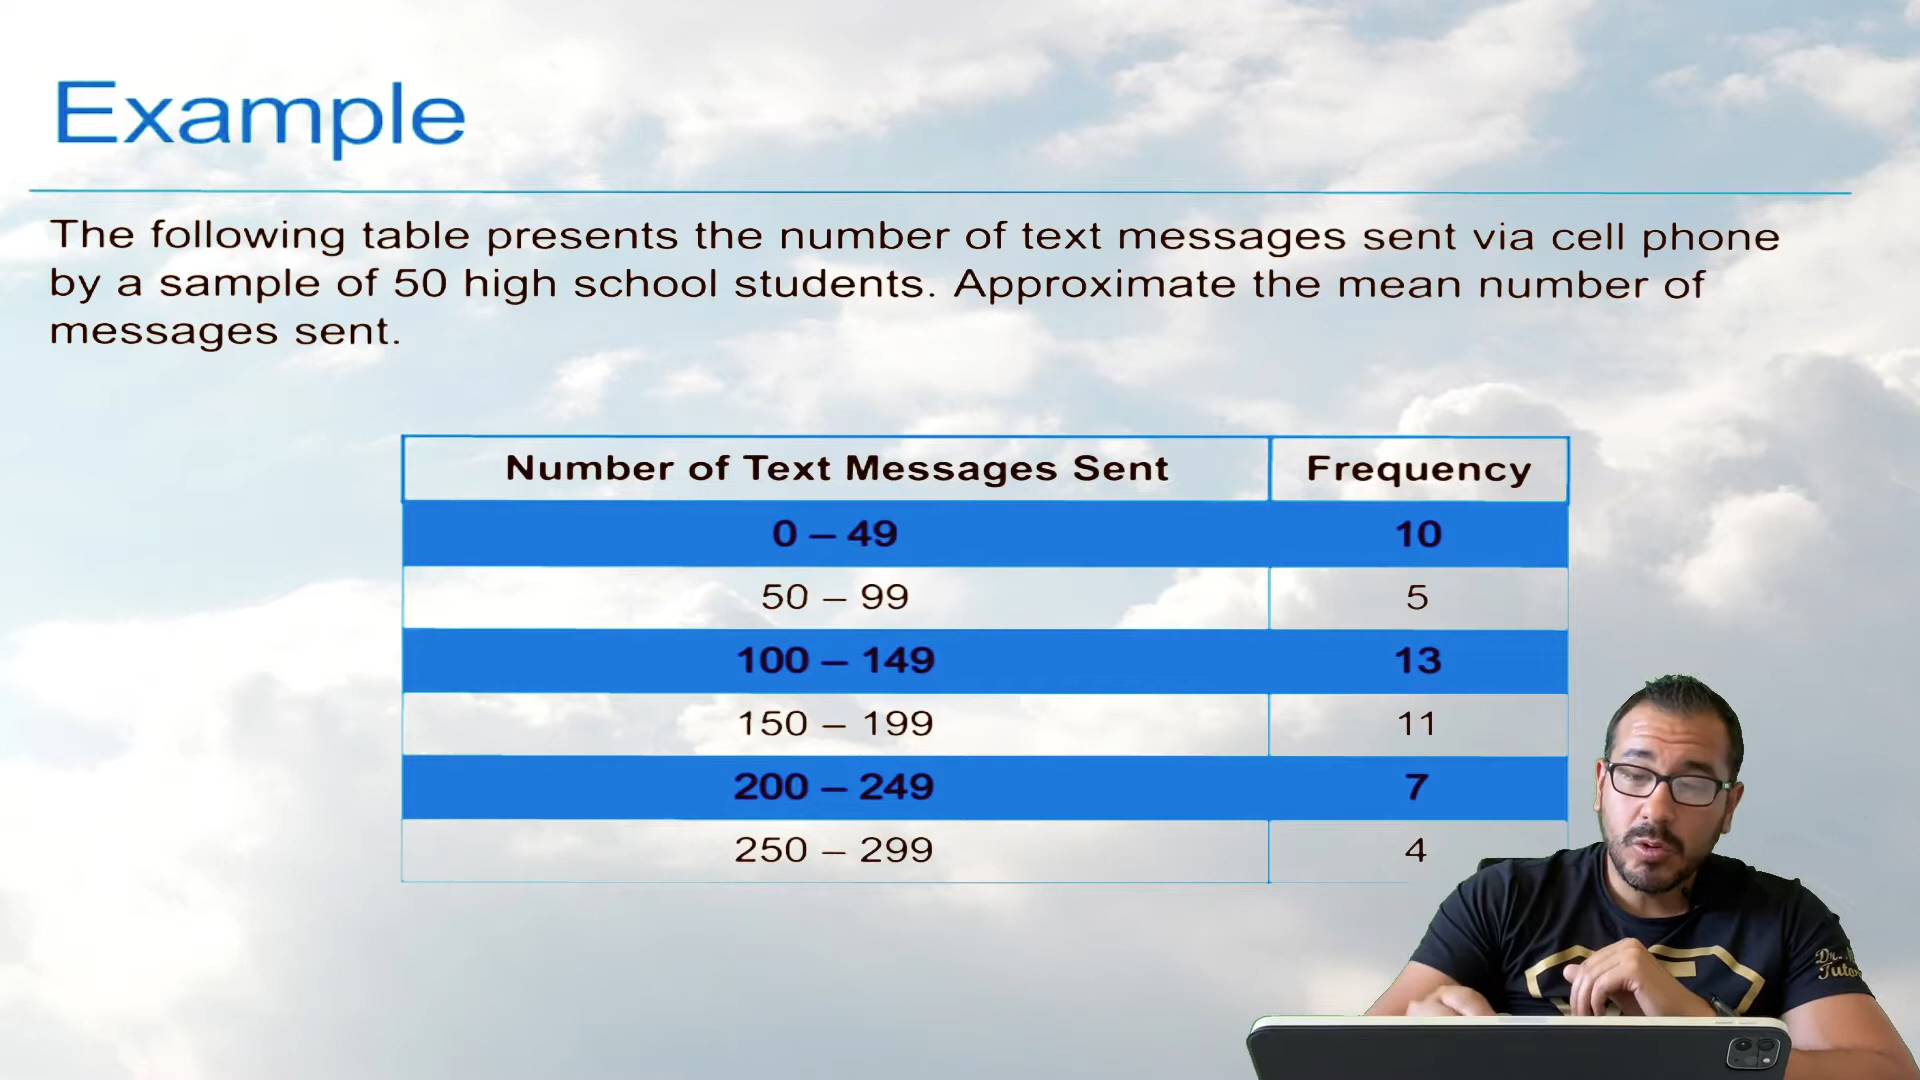 Example
The following table presents the number of text messages sent via cell phone
by a sample of 50 high school students. Approximate the mean number of
messages sent.
Number of Text Messages Sent Frequency
0 – 49 10
50 – 99 5
100 – 149 13
150 – 199 11
200 – 249 7
250 – 299 4
Dr.